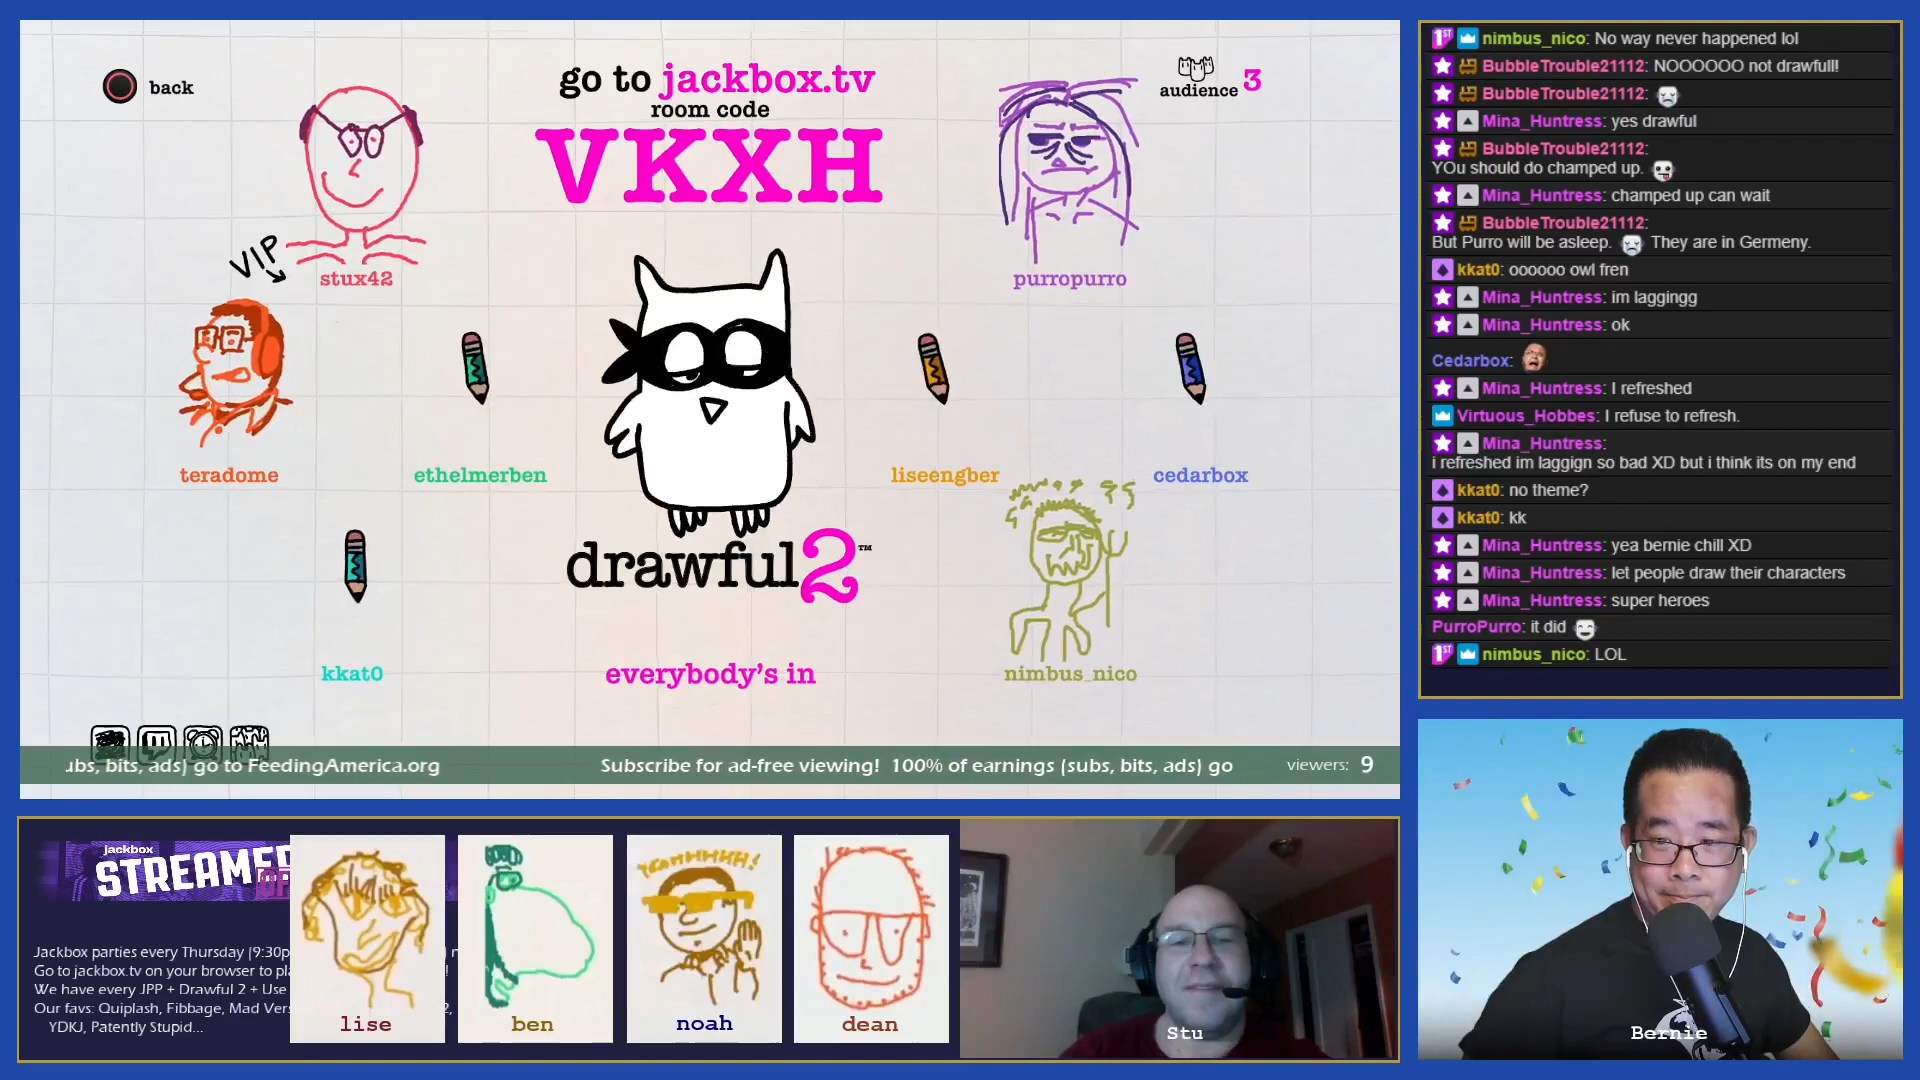 back
go to jackbox.tv
room code
VKXH
audience 3
VIP
stux42
purropurro
teradome
ethelmerben
liseengber
cedarbox
drawful2™
kkat0
everybody's in
nimbus_nico
ubs, bits, ads) go to FeedingAmerica.org
Subscribe for ad-free viewing! 100% of earnings (subs, bits, ads) go
viewers: 9
1ST nimbus_nico: No way never happened lol
BubbleTrouble21112: NOOOOOO not drawful!!
BubbleTrouble21112:
Mina_Huntress: yes drawful
BubbleTrouble21112:
YOu should do champed up.
Mina_Huntress: champed up can wait
BubbleTrouble21112:
But Purro will be asleep. They are in Germeny.
kkat0: oooooo owl fren
Mina_Huntress: im laggingg
Mina_Huntress: ok
Cedarbox:
Mina_Huntress: I refreshed
Virtuous_Hobbes: I refuse to refresh.
Mina_Huntress:
i refreshed im laggign so bad XD but i think its on my end
kkat0: no theme?
kkat0: kk
Mina_Huntress: yea bernie chill XD
Mina_Huntress: let people draw their characters
Mina_Huntress: super heroes
PurroPurro: it did
1ST nimbus_nico: LOL
jackbox
STREAMER
Jackbox parties every Thursday (9:30p
Go to jackbox.tv on your browser to pla
We have every JPP + Drawful 2 + Use
Our favs: Quiplash, Fibbage, Mad Vers
YDKJ, Patently Stupid...
lise
ben
noah
dean
Stu
Bernie